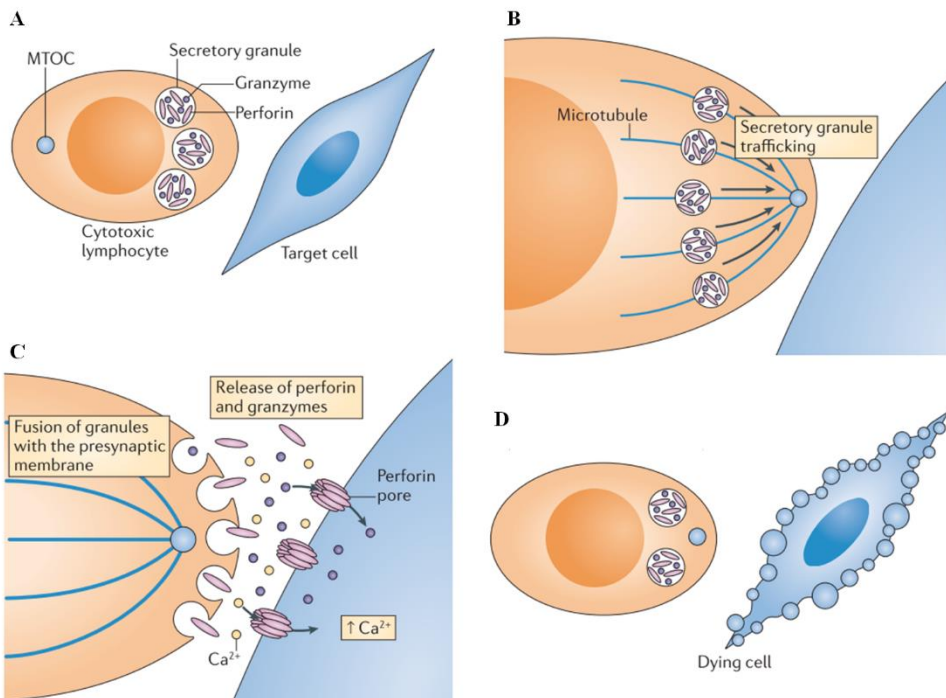 A
MTOC
Secretory granule
Granzyme
Perforin
Cytotoxic
lymphocyte
Target cell
B
Microtubule
Secretory granule
trafficking
C
Fusion of granules
with the presynaptic
membrane
Release of perforin
and granzymes
Perforin
pore
Ca²⁺
↑ Ca²⁺
D
Dying cell